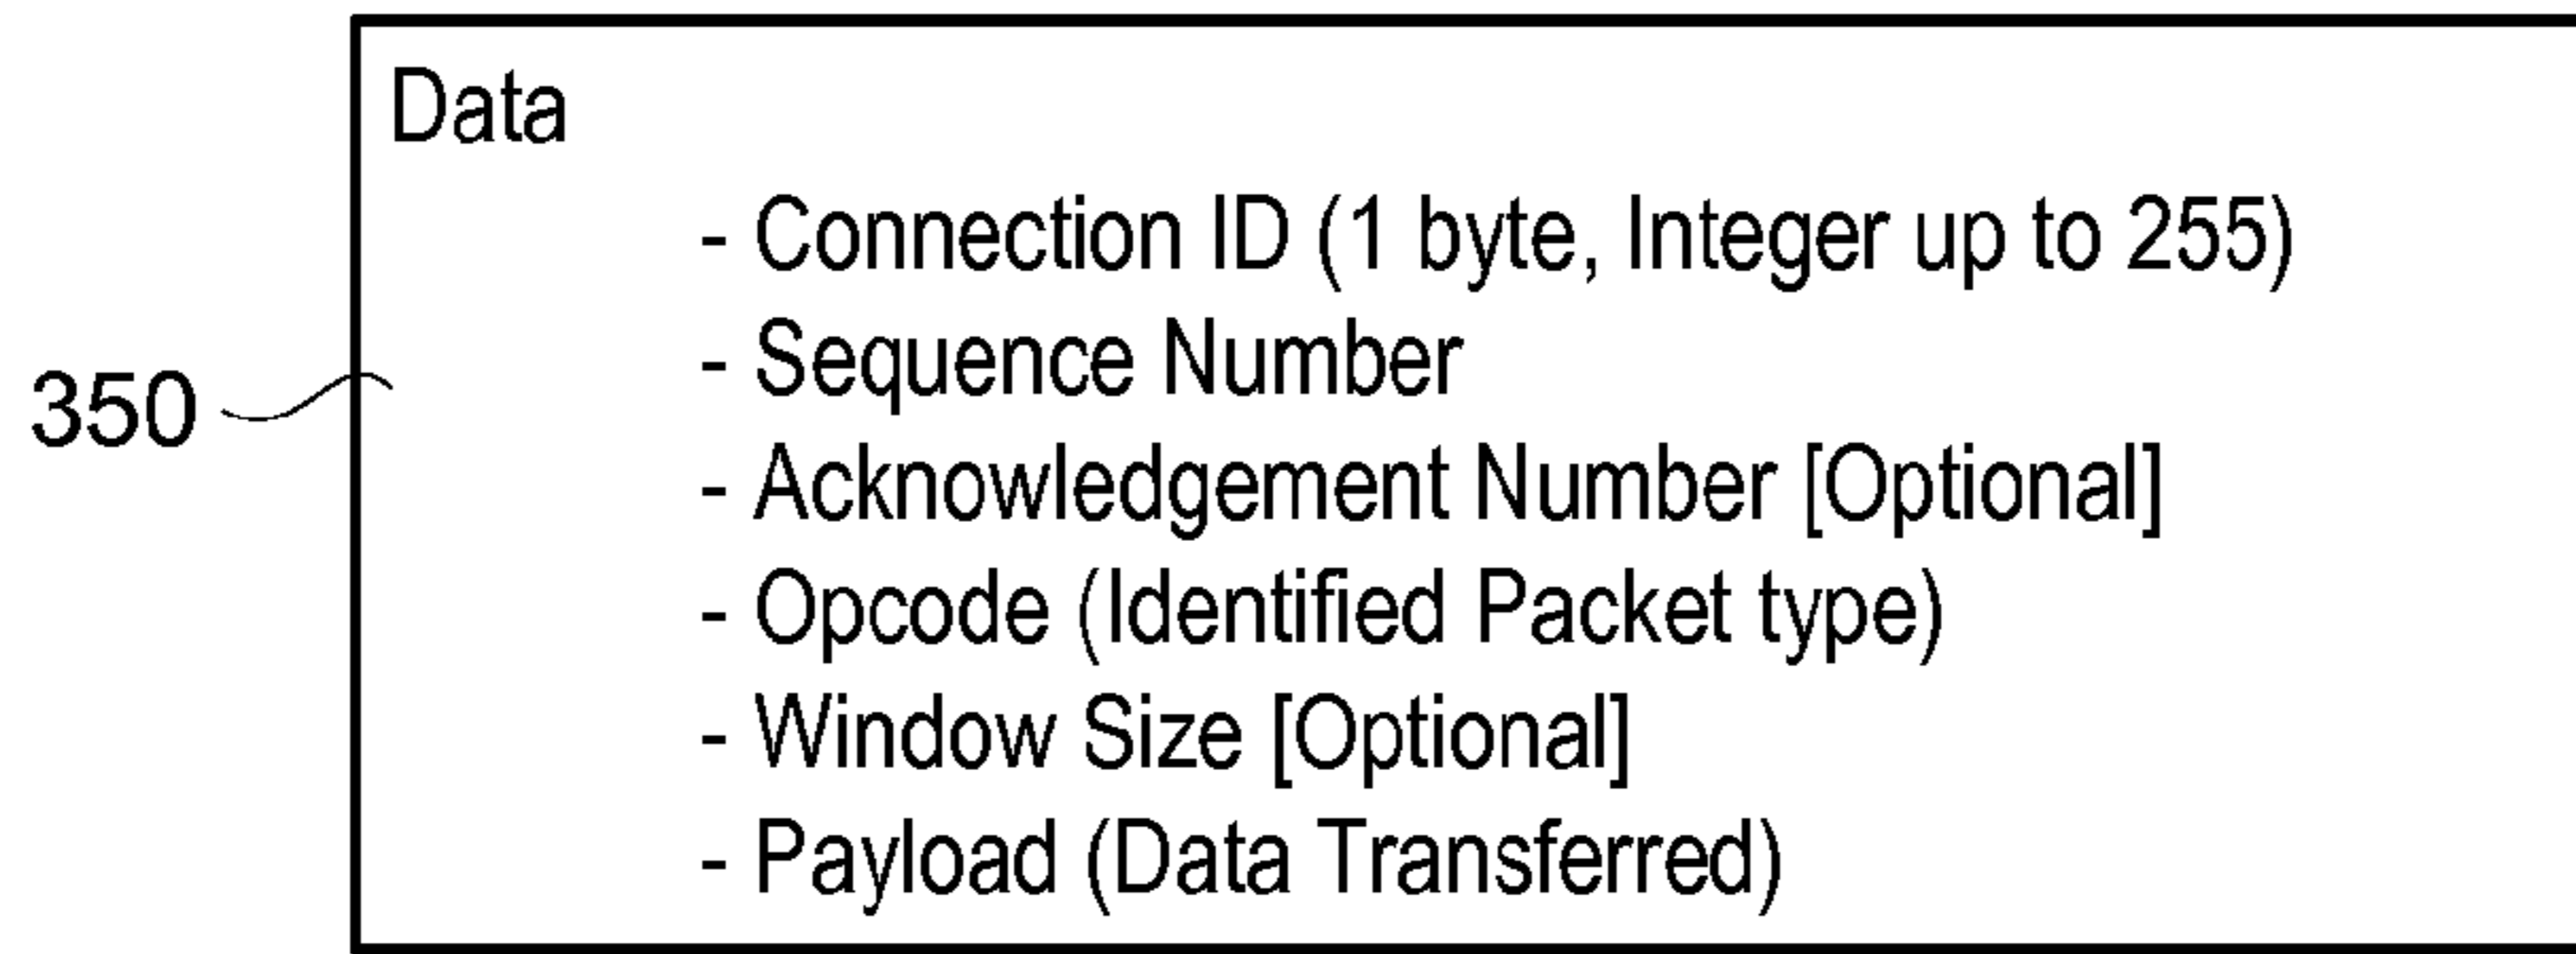 Data
- Connection ID (1 byte, Integer up to 255)
- Sequence Number
350
- Acknowledgement Number [Optional]
- Opcode (Identified Packet type)
- Window Size [Optional]
- Payload (Data Transferred)